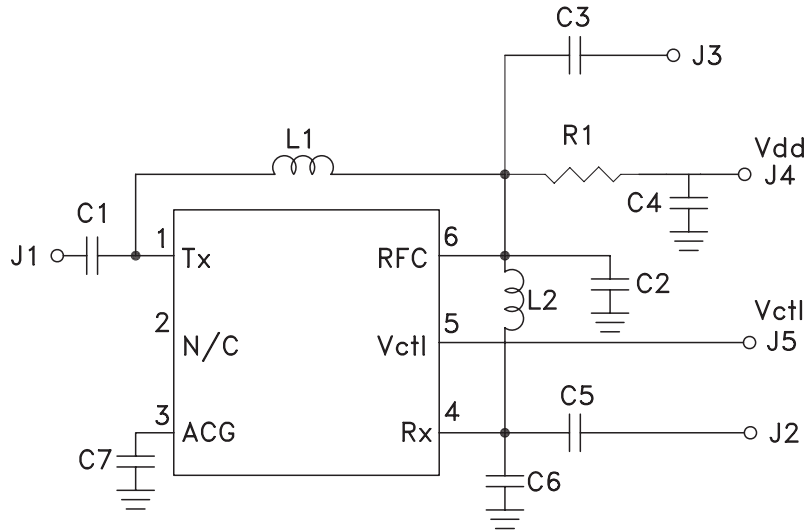 C3
J3
L1
R1
Vdd
J4
C4
C1
J1
1
Tx
RFC
6
C2
L2
2
N/C
Vctl
5
Vctl
J5
3
ACG
Rx
4
C5
J2
C7
C6